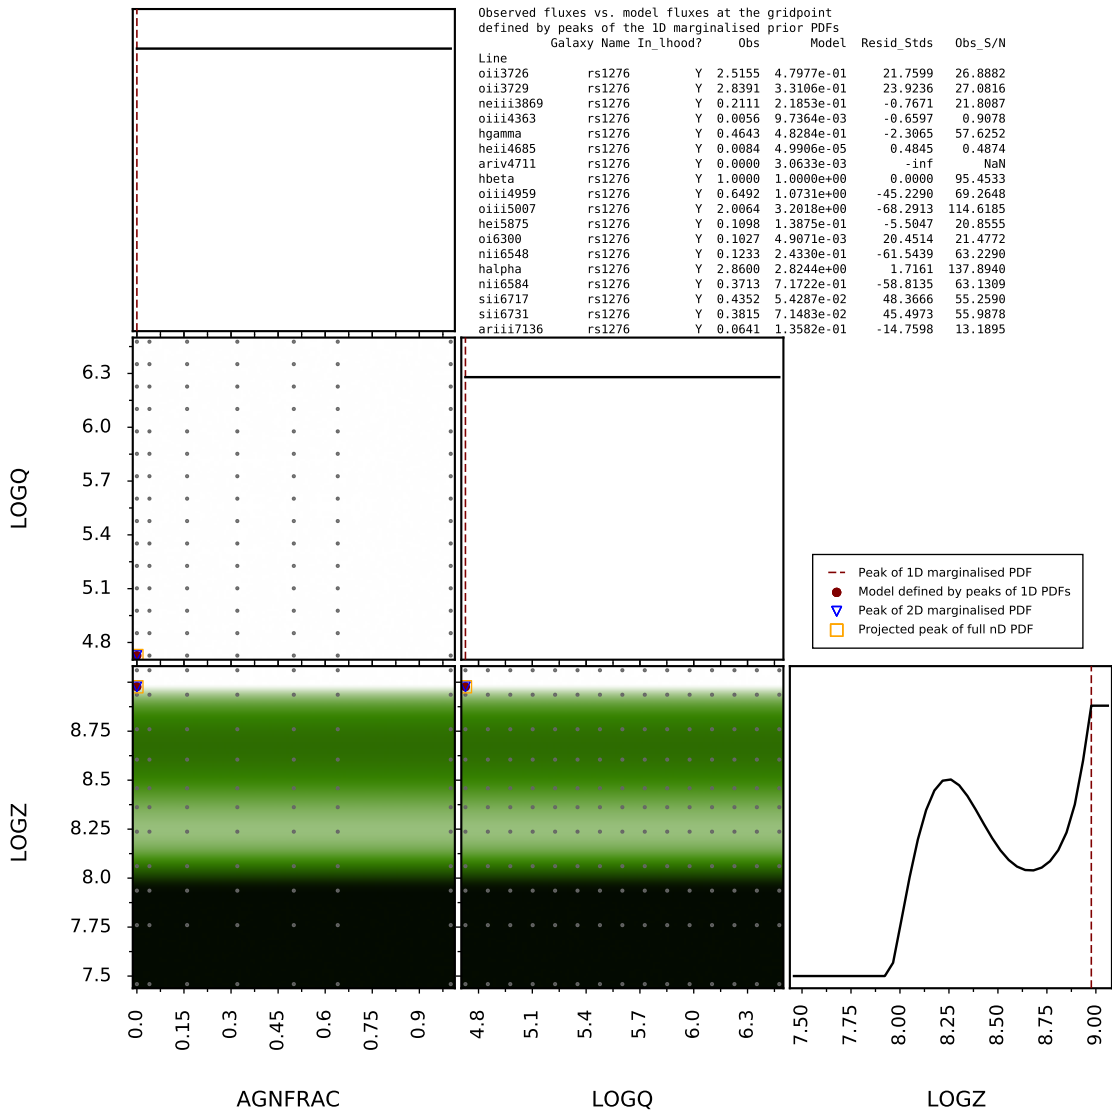 Observed fluxes vs. model fluxes at the gridpoint
defined by peaks of the 1D marginalised prior PDFs
Galaxy Name In_lhood? Obs Model Resid_Stds Obs_S/N
Line
oii3726 rs1276 Y 2.5155 4.7977e-01 21.7599 26.8882
oii3729 rs1276 Y 2.8391 3.3106e-01 23.9236 27.0816
neiii3869 rs1276 Y 0.2111 2.1853e-01 -0.7671 21.8087
oiii4363 rs1276 Y 0.0056 9.7364e-03 -0.6597 0.9078
hgamma rs1276 Y 0.4643 4.8284e-01 -2.3065 57.6252
heii4685 rs1276 Y 0.0084 4.9906e-05 0.4845 0.4874
ariv4711 rs1276 Y 0.0000 3.0633e-03 -inf NaN
hbeta rs1276 Y 1.0000 1.0000e+00 0.0000 95.4533
oiii4959 rs1276 Y 0.6492 1.0731e+00 -45.2290 69.2648
oiii5007 rs1276 Y 2.0064 3.2018e+00 -68.2913 114.6185
hei5875 rs1276 Y 0.1098 1.3875e-01 -5.5047 20.8555
oi6300 rs1276 Y 0.1027 4.9071e-03 20.4514 21.4772
nii6548 rs1276 Y 0.1233 2.4330e-01 -61.5439 63.2290
halpha rs1276 Y 2.8600 2.8244e+00 1.7161 137.8940
nii6584 rs1276 Y 0.3713 7.1722e-01 -58.8135 63.1309
sii6717 rs1276 Y 0.4352 5.4287e-02 48.3666 55.2590
sii6731 rs1276 Y 0.3815 7.1483e-02 45.4973 55.9878
ariii7136 rs1276 Y 0.0641 1.3582e-01 -14.7598 13.1895
6.3
6.0
5.7
5.4
5.1
4.8
LOGQ
Peak of 1D marginalised PDF
Model defined by peaks of 1D PDFs
Peak of 2D marginalised PDF
Projected peak of full nD PDF
8.75
8.5
8.25
8.0
7.75
7.5
LOGZ
0.0 0.15 0.3 0.45 0.6 0.75 0.9
4.8 5.1 5.4 5.7 6.0 6.3
7.50 7.75 8.00 8.25 8.50 8.75 9.00
AGNFRAC LOGQ LOGZ